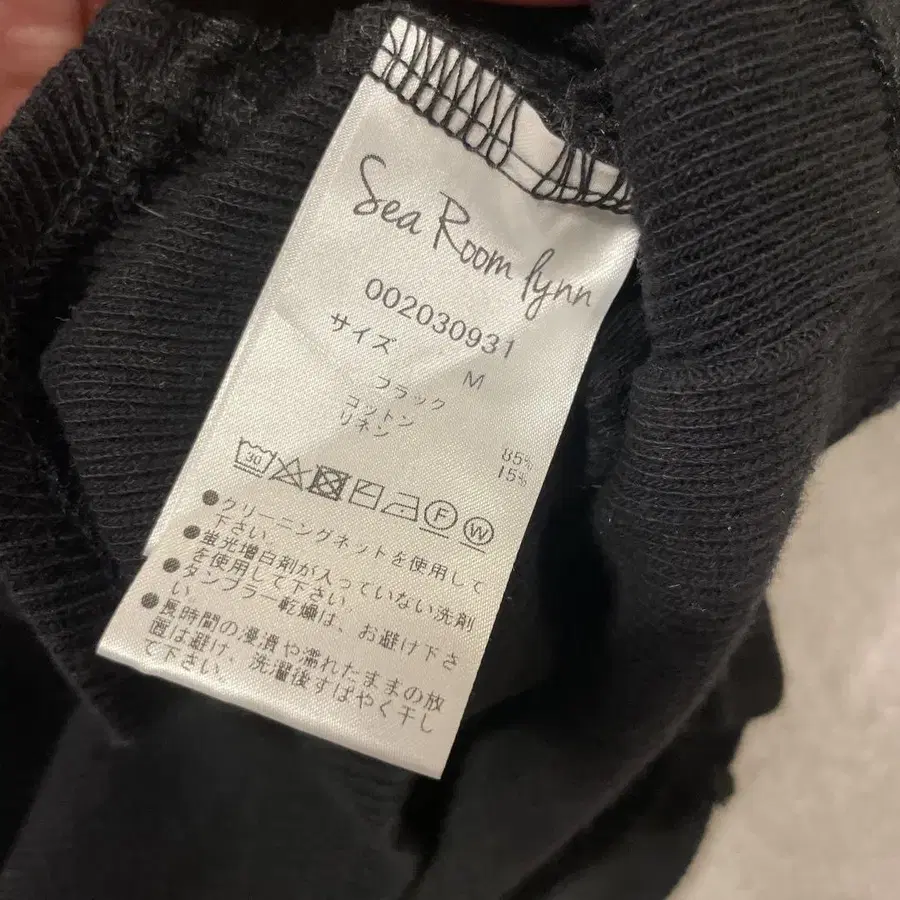 Sea Room lynn
002030931
サイズ
M
ブラック
コットン 85%
リネン 15%
30 F W
●クリーニングネットを使用して
下さい。
●蛍光増白剤が入っていない洗剤
を使用して下さい。
●タンブラー乾燥は、お避け下さ
い。
●長時間の浸漬や濡れたままの放
置は避け、洗濯後すばやく干し
て下さい。